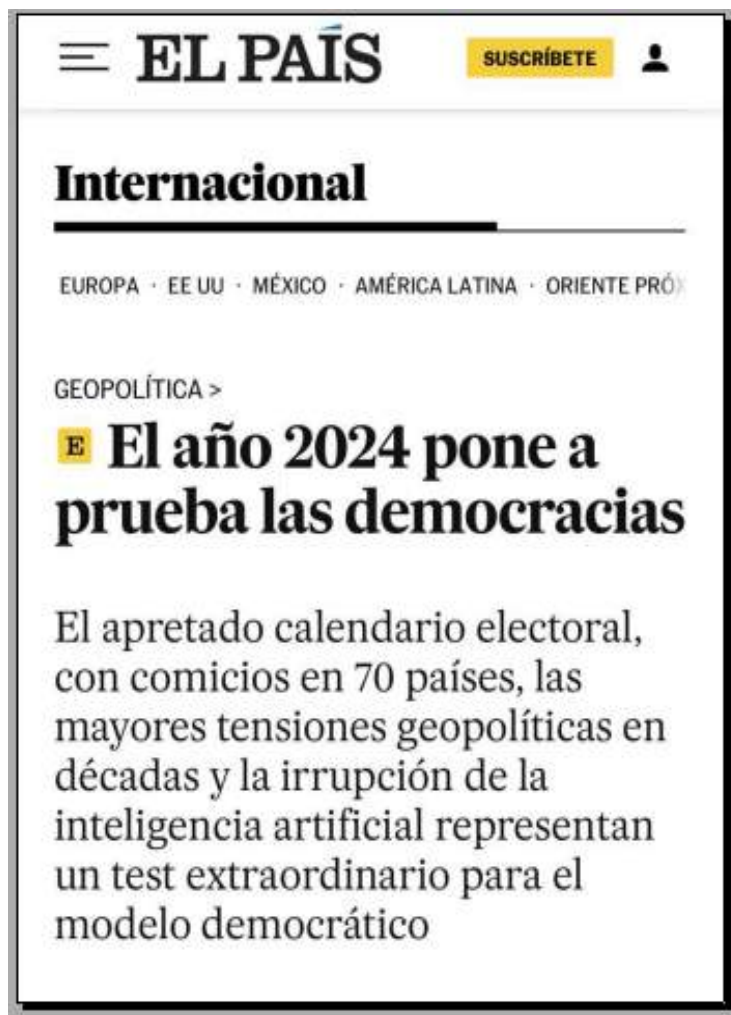 EL PAÍS SUSCRÍBETE
Internacional
EUROPA · EE UU · MÉXICO · AMÉRICA LATINA · ORIENTE PRÓX
GEOPOLÍTICA >
E El año 2024 pone a
prueba las democracias
El apretado calendario electoral,
con comicios en 70 países, las
mayores tensiones geopolíticas en
décadas y la irrupción de la
inteligencia artificial representan
un test extraordinario para el
modelo democrático